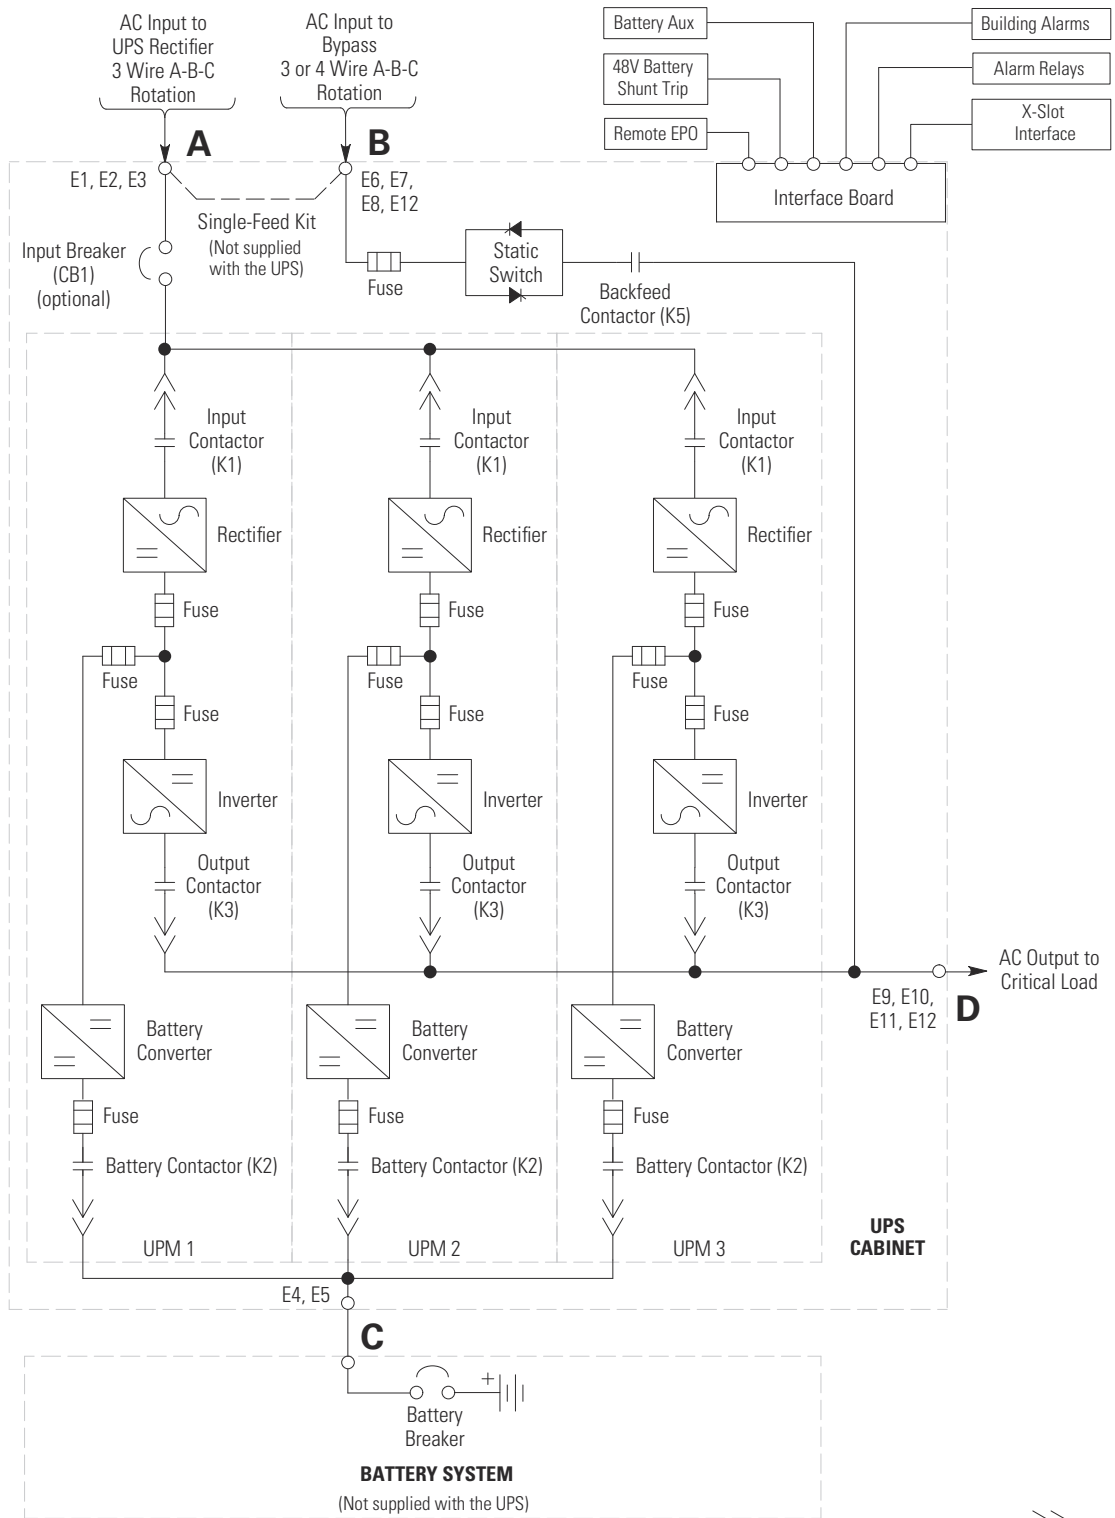 AC Input to
UPS Rectifier
3 Wire A-B-C
Rotation
AC Input to
Bypass
3 or 4 Wire A-B-C
Rotation
Battery Aux
48V Battery
Shunt Trip
Remote EPO
Building Alarms
Alarm Relays
X-Slot
Interface
Interface Board
A
B
E1, E2, E3
E6, E7,
E8, E12
Single-Feed Kit
(Not supplied
with the UPS)
Input Breaker
(CB1)
(optional)
Fuse
Static
Switch
Backfeed
Contactor (K5)
Input
Contactor
(K1)
Input
Contactor
(K1)
Input
Contactor
(K1)
Rectifier
Rectifier
Rectifier
Fuse
Fuse
Fuse
Fuse
Fuse
Fuse
Fuse
Fuse
Fuse
Inverter
Inverter
Inverter
Output
Contactor
(K3)
Output
Contactor
(K3)
Output
Contactor
(K3)
AC Output to
Critical Load
E9, E10,
E11, E12
D
Battery
Converter
Battery
Converter
Battery
Converter
Fuse
Fuse
Fuse
Battery Contactor (K2)
Battery Contactor (K2)
Battery Contactor (K2)
UPM 1
UPM 2
UPM 3
UPS
CABINET
E4, E5
C
+
Battery
Breaker
BATTERY SYSTEM
(Not supplied with the UPS)